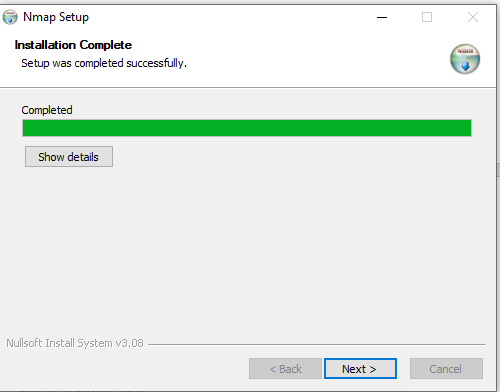 Nmap Setup
Installation Complete
Setup was completed successfully.
Completed
Show details
Nullsoft Install System v3.08
< Back
Next >
Cancel